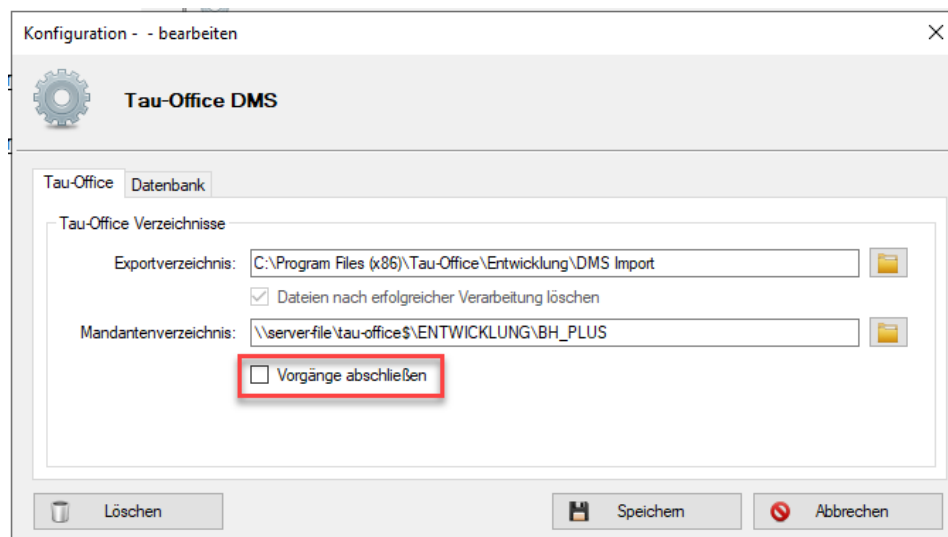 Konfiguration - - bearbeiten
Tau-Office DMS
Tau-Office Datenbank
Tau-Office Verzeichnisse
Exportverzeichnis: C:\Program Files (x86)\Tau-Office\Entwicklung\DMS Import
Dateien nach erfolgreicher Verarbeitung löschen
Mandantenverzeichnis: \\server-file\tau-office$\ENTWICKLUNG\BH_PLUS
Vorgänge abschließen
Löschen Speichern Abbrechen